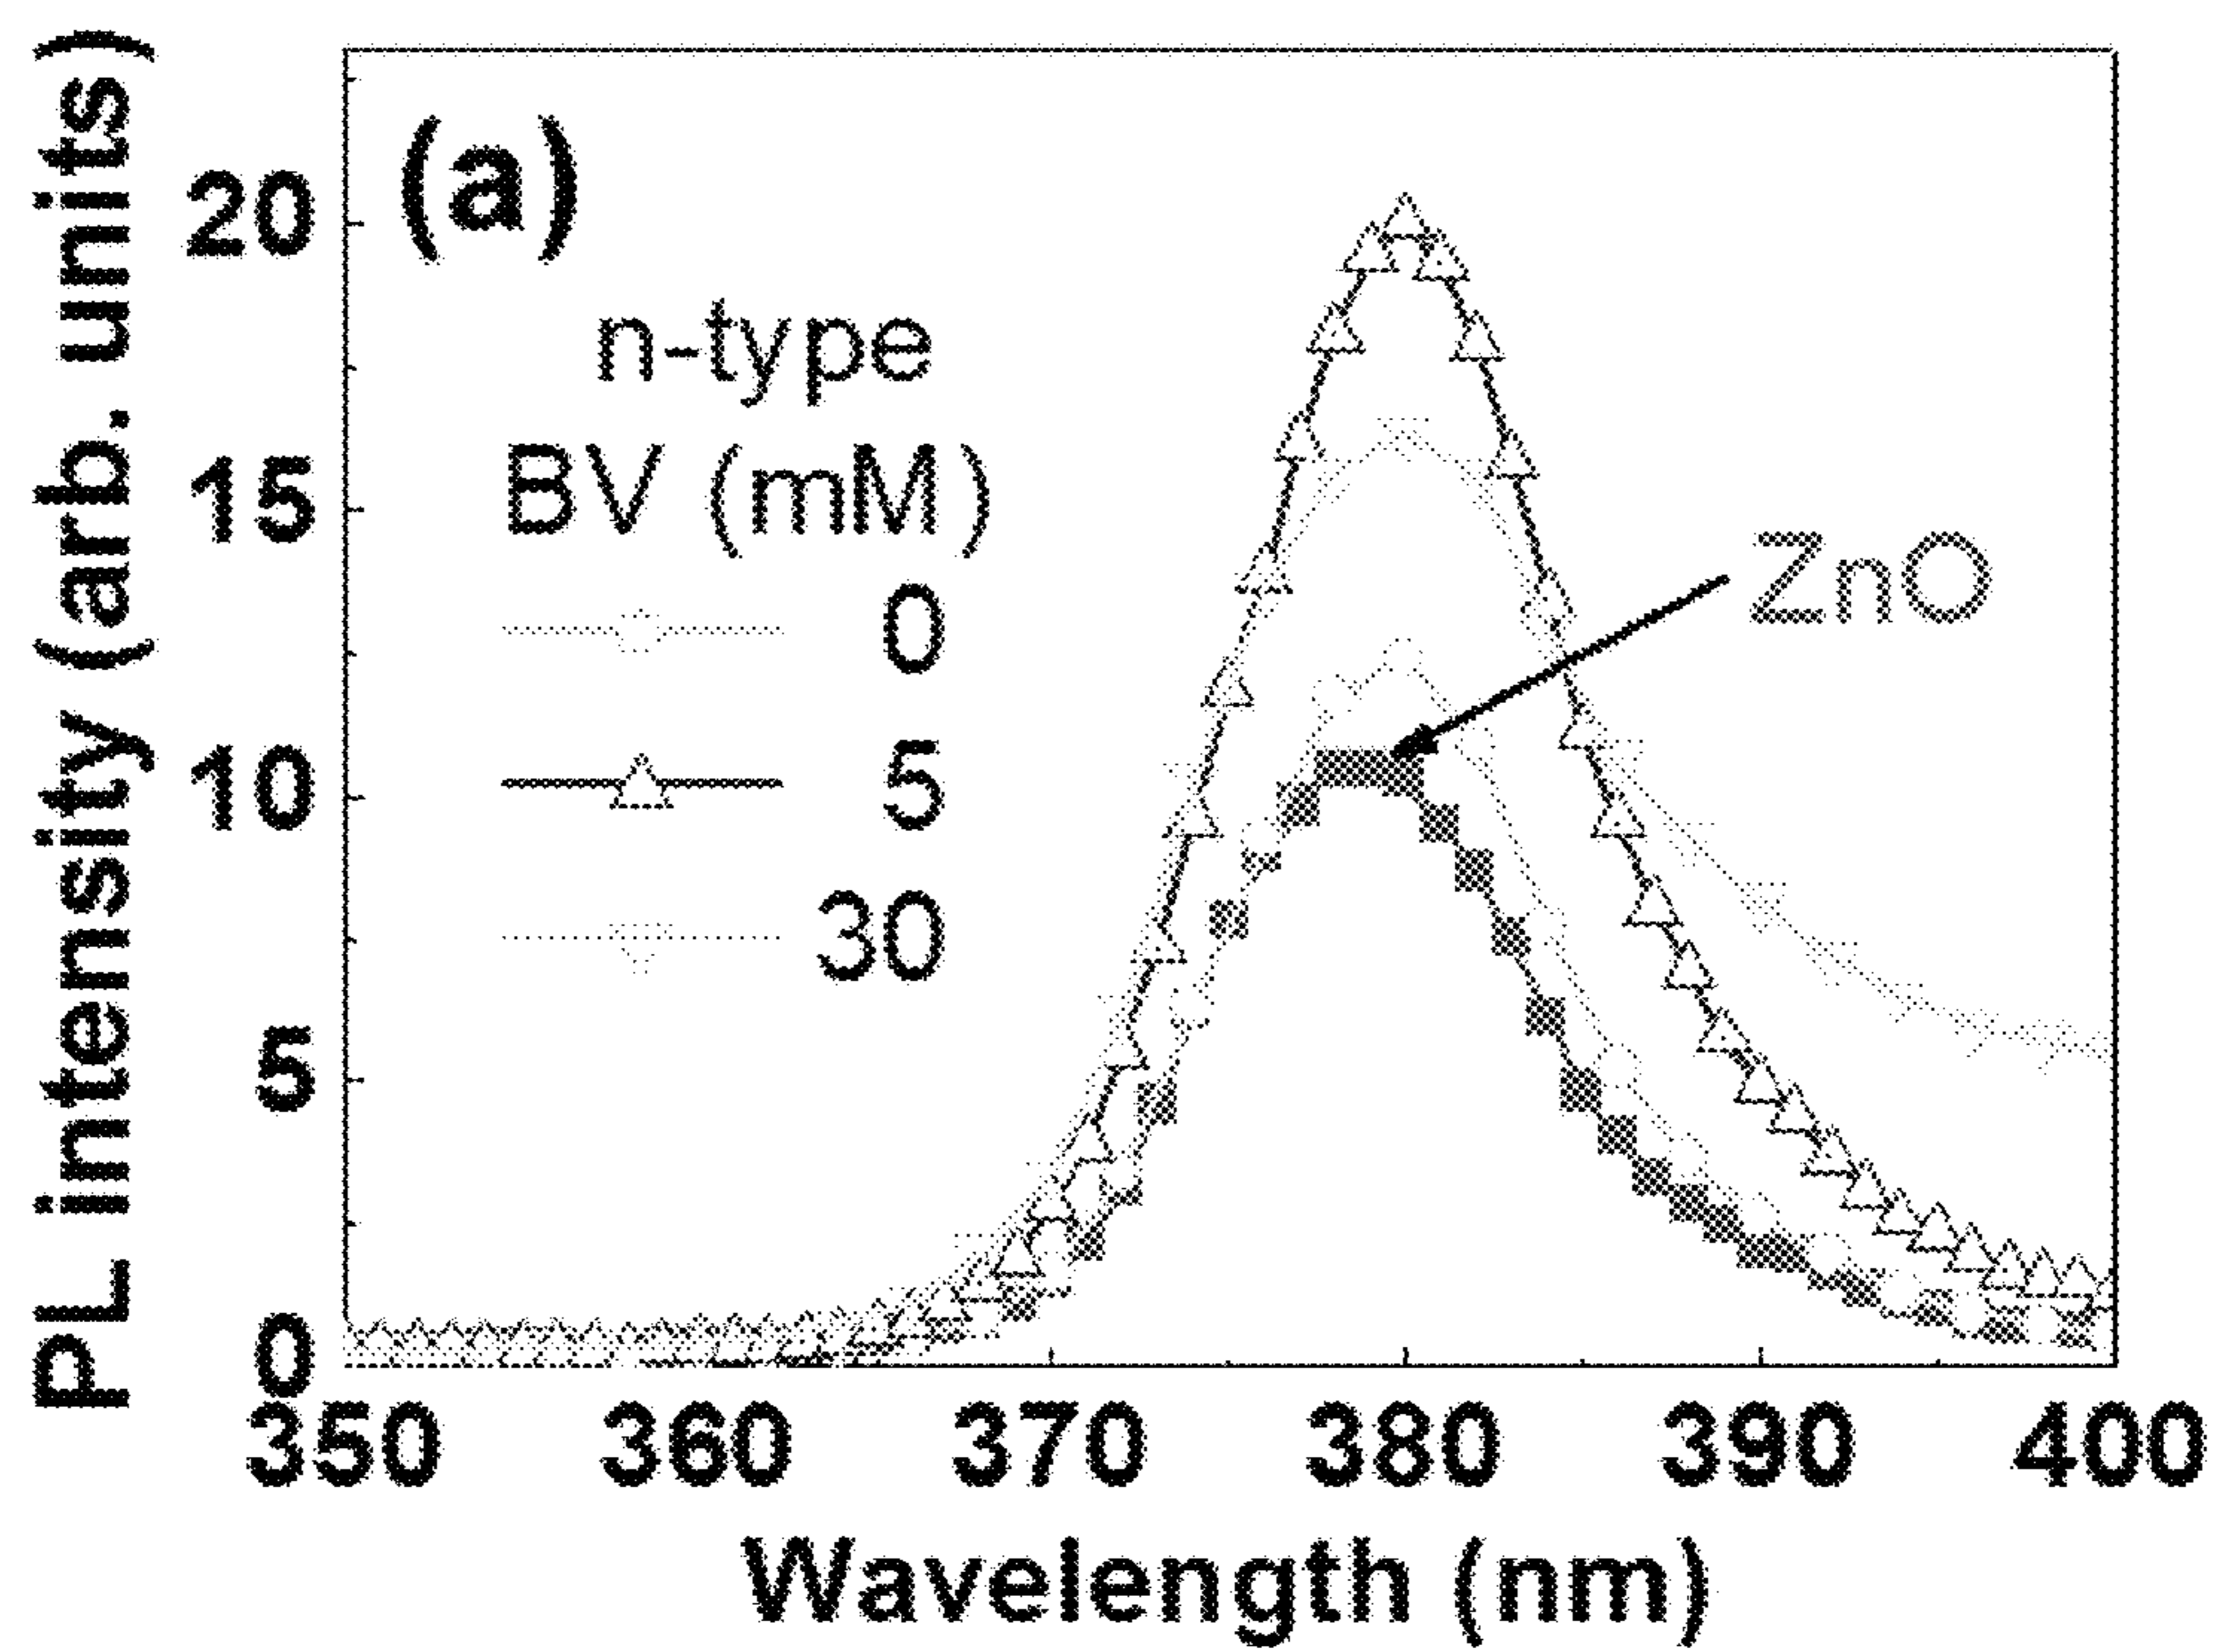 PL intensity (arb. units)
20
15
10
5
0
(a)
n-type
BV (mM)
0
5
30
ZnO
350 360 370 380 390 400
Wavelength (nm)